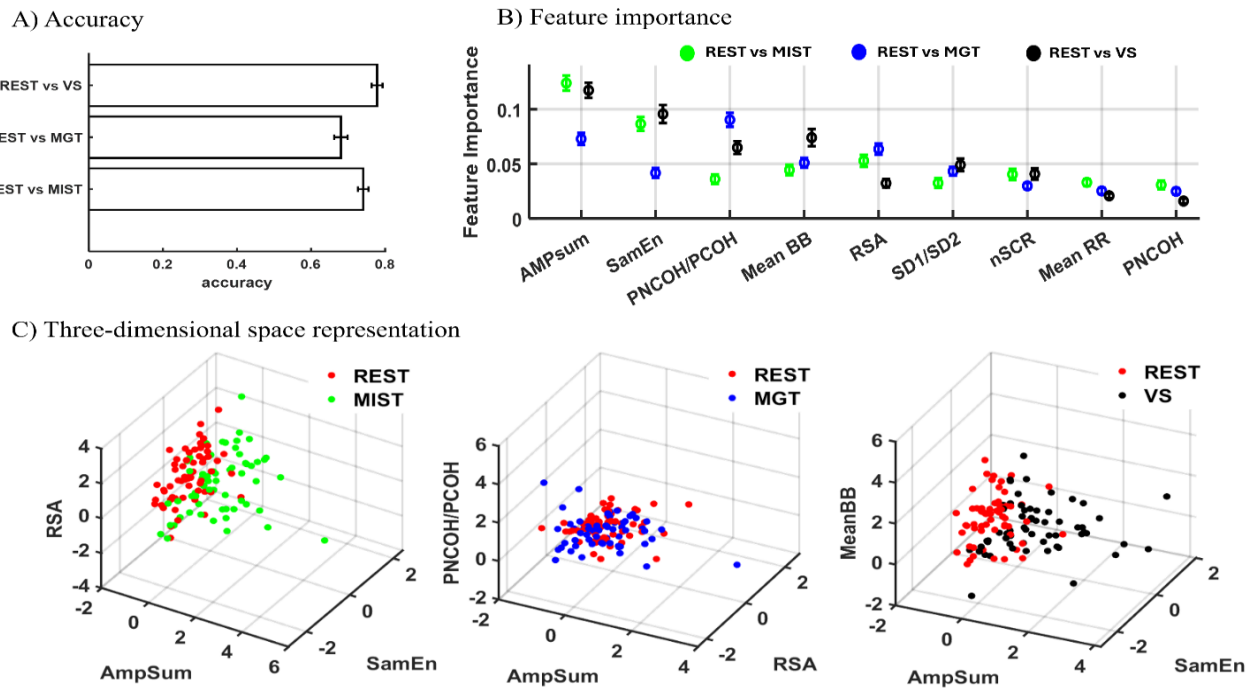 A) Accuracy
REST vs VS
EST vs MGT
EST vs MIST
0 0.2 0.4 0.6 0.8
accuracy
B) Feature importance
REST vs MIST REST vs MGT REST vs VS
Feature Importance
0.1
0.05
0
AMPsum SamEn PNCOH/PCOH Mean BB RSA SD1/SD2 nSCR Mean RR PNCOH
C) Three-dimensional space representation
REST
MIST
RSA
4
2
0
-2
-4
-2 0 2 4 6
AmpSum
-2 0 2
SamEn
REST
MGT
PNCOH/PCOH
6
4
2
0
-2
-2 0 2 4
AmpSum
-2 0 2
RSA
REST
VS
MeanBB
6
4
2
0
-2
-2 0 2 4
AmpSum
-2 0 2
SamEn